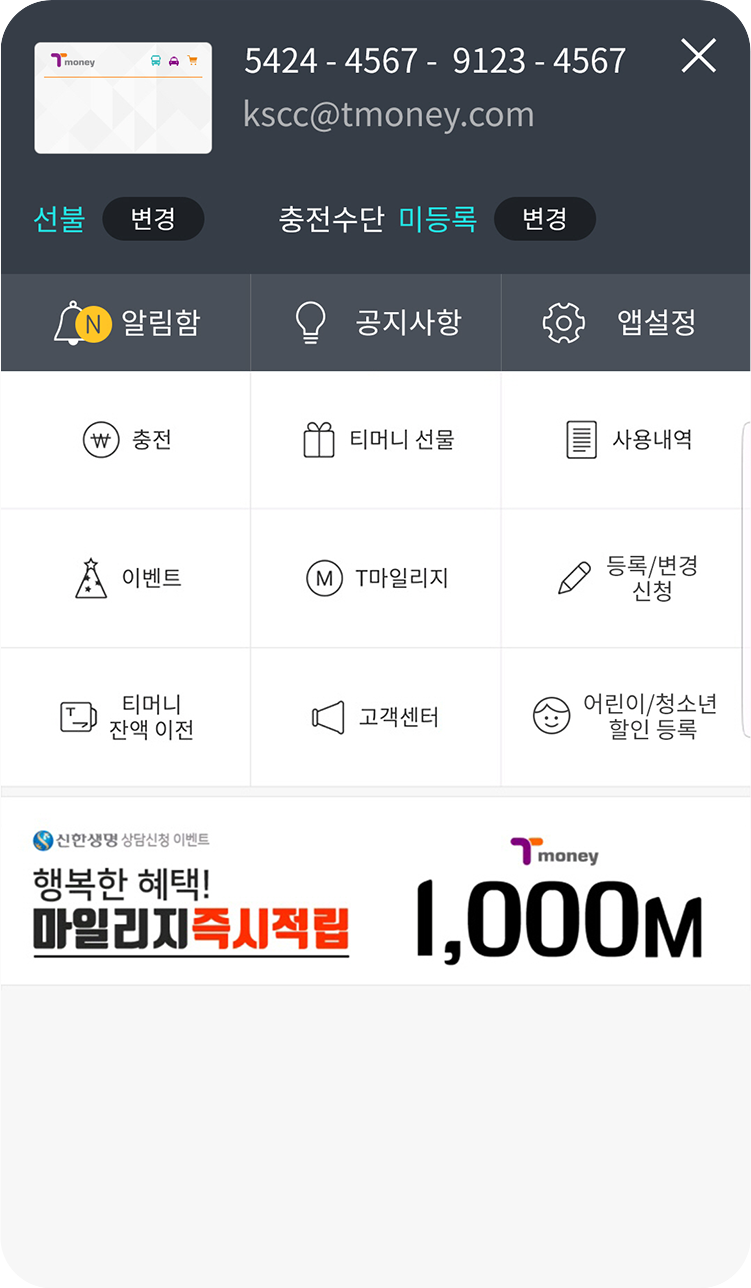 Tmoney
5424 - 4567 - 9123 - 4567
kscc@tmoney.com
선불 변경 충전수단 미등록 변경
N 알림함 공지사항 앱설정
₩ 충전 티머니 선물 사용내역
이벤트 M T마일리지 등록/변경
신청
T 티머니
잔액 이전
고객센터
어린이/청소년
할인 등록
신한생명 상담신청 이벤트
행복한 혜택!
마일리지즉시적립
Tmoney
1,000M